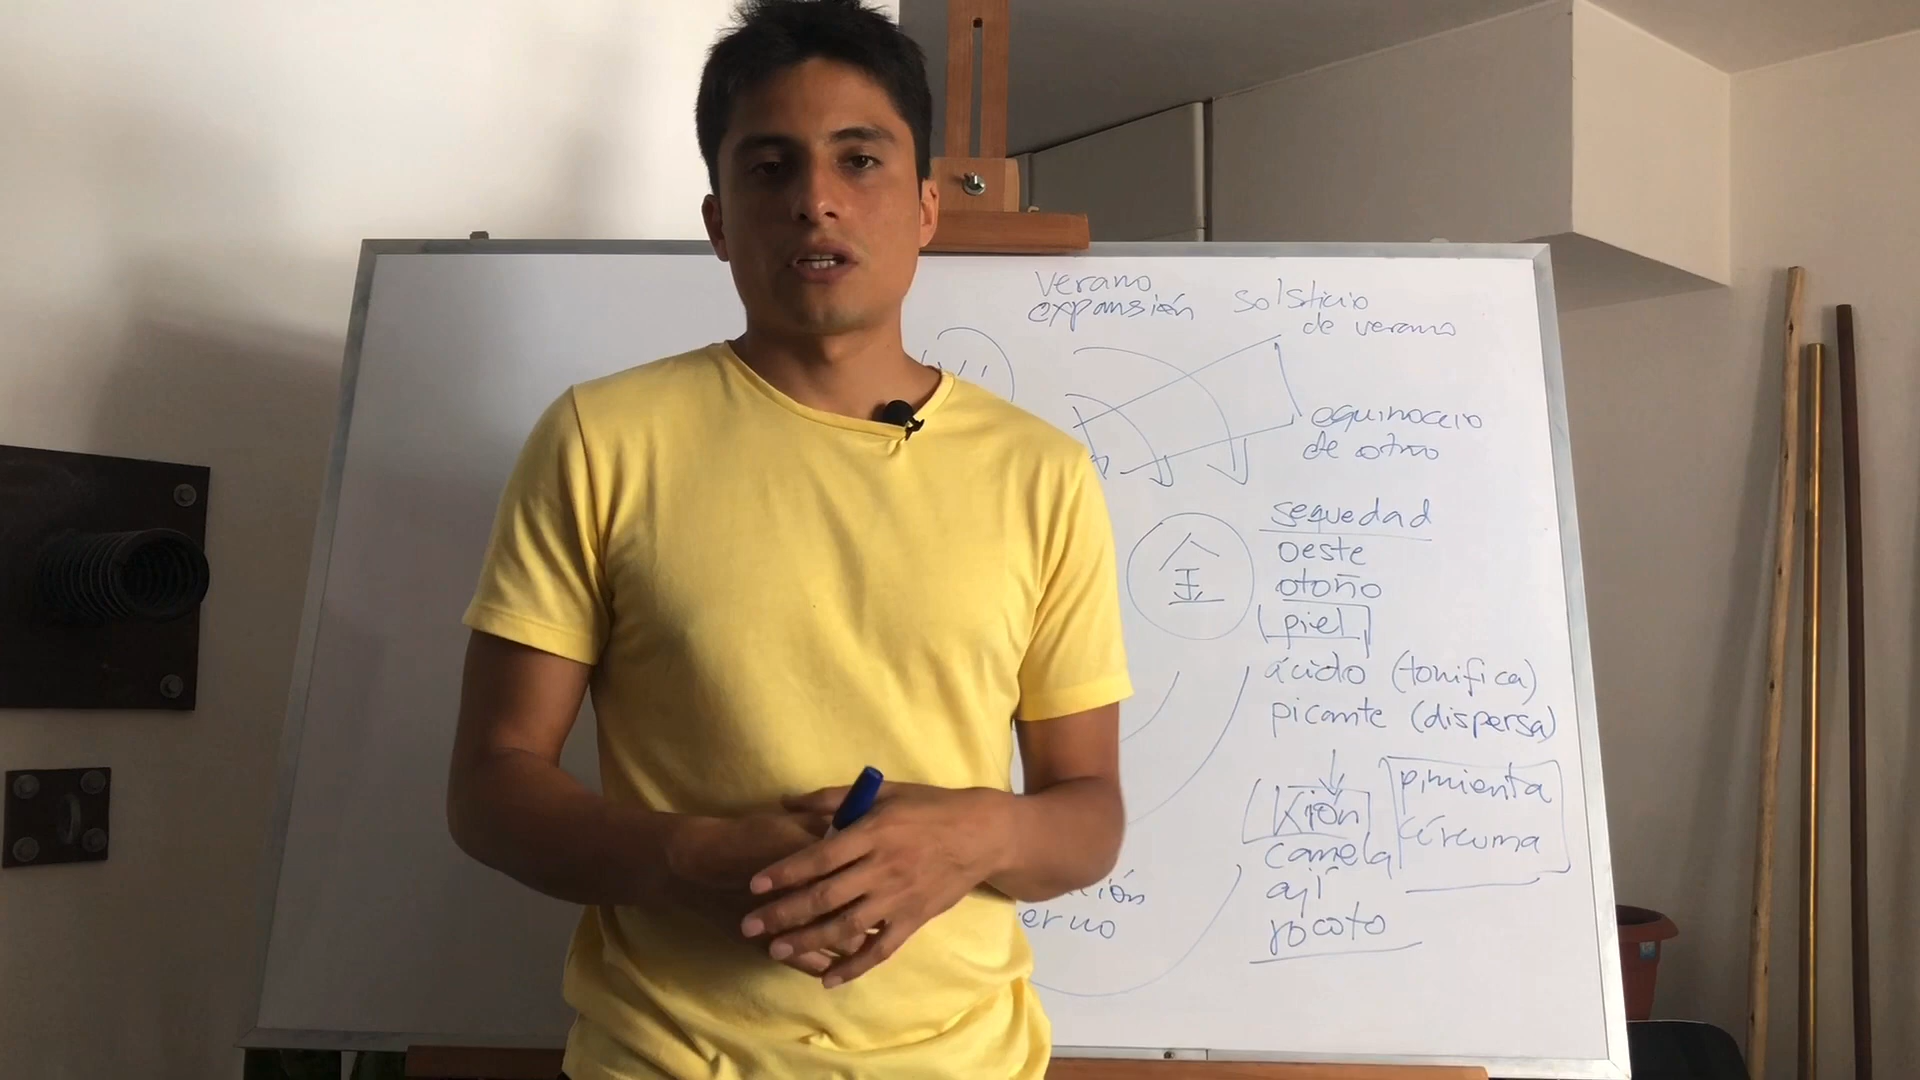 verano
expansión
solsticio
de verano
equinoccio
de otño
sequedad
oeste
otoño
piel
金
ácido (tonifica)
picante (dispersa)
Kión
pimienta
cúrcuma
canela
ají
rocoto